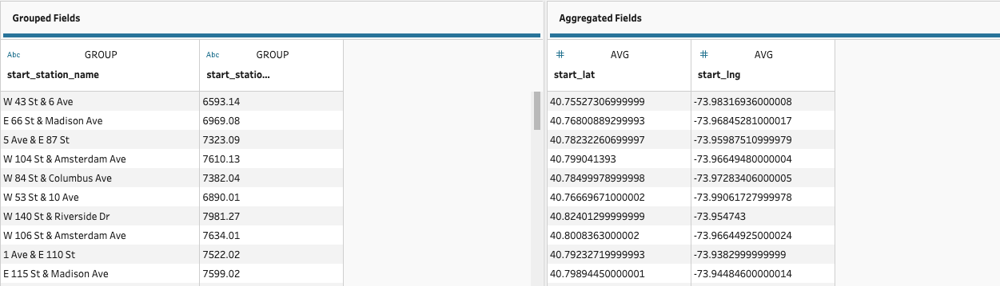 Grouped Fields Aggregated Fields
Abc GROUP Abc GROUP # AVG # AVG
start_station_name start_statio... start_lat start_lng
W 43 St & 6 Ave 6593.14 40.75527306999999 -73.98316936000008
E 66 St & Madison Ave 6969.08 40.76800889299993 -73.96845281000017
5 Ave & E 87 St 7323.09 40.78232260699997 -73.95987510999979
W 104 St & Amsterdam Ave 7610.13 40.799041393 -73.96649480000004
W 84 St & Columbus Ave 7382.04 40.78499978999998 -73.97283406000005
W 53 St & 10 Ave 6890.01 40.76669671000002 -73.99061727999978
W 140 St & Riverside Dr 7981.27 40.82401299999999 -73.954743
W 106 St & Amsterdam Ave 7634.01 40.8008363000002 -73.96644925000024
1 Ave & E 110 St 7522.02 40.79232719999993 -73.9382999999999
E 115 St & Madison Ave 7599.02 40.79894450000001 -73.94484600000014